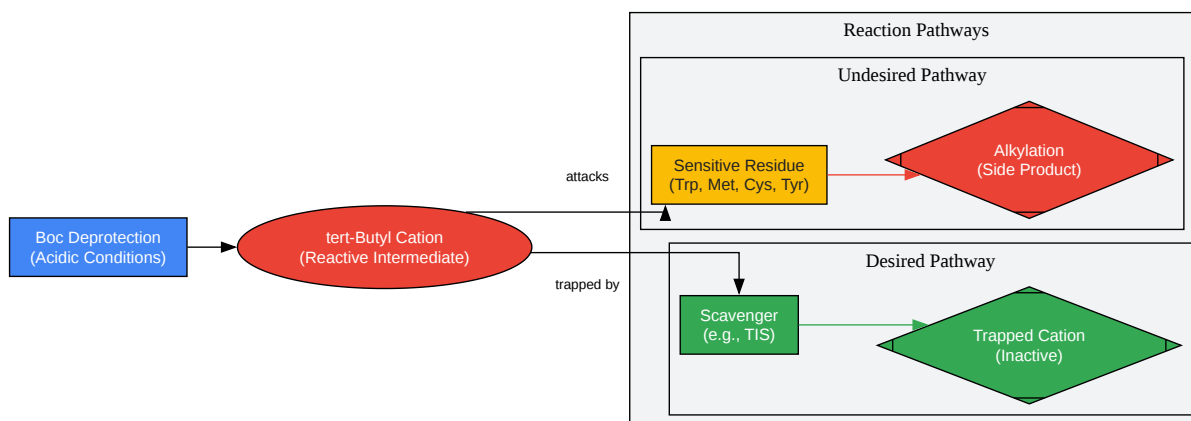 Reaction Pathways
Undesired Pathway
Boc Deprotection
(Acidic Conditions)
tert-Butyl Cation
(Reactive Intermediate)
attacks
Sensitive Residue
(Trp, Met, Cys, Tyr)
Alkylation
(Side Product)
Desired Pathway
trapped by
Scavenger
(e.g., TIS)
Trapped Cation
(Inactive)